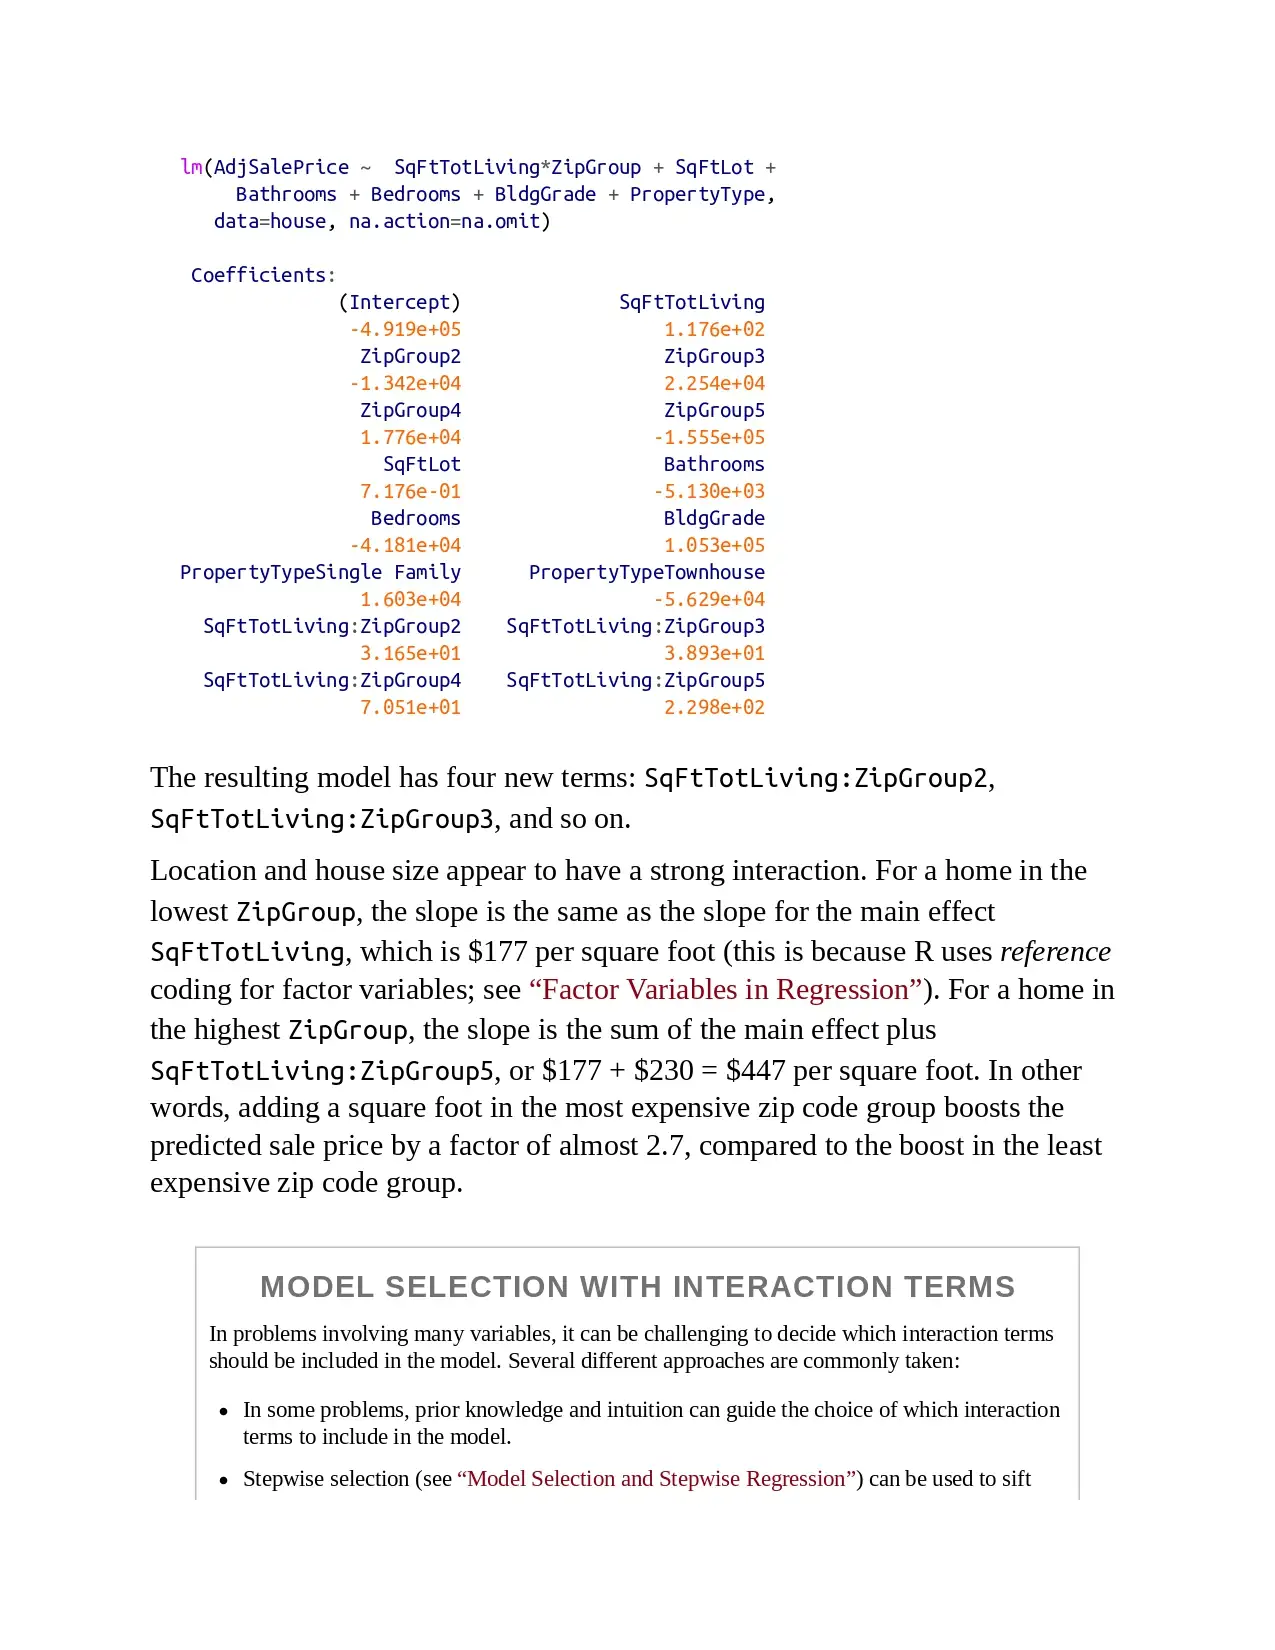 lm(AdjSalePrice ~ SqFtTotLiving*ZipGroup + SqFtLot +
Bathrooms + Bedrooms + BldgGrade + PropertyType,
data=house, na.action=na.omit)
Coefficients:
(Intercept) SqFtTotLiving
-4.919e+05 1.176e+02
ZipGroup2 ZipGroup3
-1.342e+04 2.254e+04
ZipGroup4 ZipGroup5
1.776e+04 -1.555e+05
SqFtLot Bathrooms
7.176e-01 -5.130e+03
Bedrooms BldgGrade
-4.181e+04 1.053e+05
PropertyTypeSingle Family PropertyTypeTownhouse
1.603e+04 -5.629e+04
SqFtTotLiving:ZipGroup2 SqFtTotLiving:ZipGroup3
3.165e+01 3.893e+01
SqFtTotLiving:ZipGroup4 SqFtTotLiving:ZipGroup5
7.051e+01 2.298e+02
The resulting model has four new terms: SqFtTotLiving:ZipGroup2,
SqFtTotLiving:ZipGroup3, and so on.
Location and house size appear to have a strong interaction. For a home in the
lowest ZipGroup, the slope is the same as the slope for the main effect
SqFtTotLiving, which is $177 per square foot (this is because R uses reference
coding for factor variables; see “Factor Variables in Regression”). For a home in
the highest ZipGroup, the slope is the sum of the main effect plus
SqFtTotLiving:ZipGroup5, or $177 + $230 = $447 per square foot. In other
words, adding a square foot in the most expensive zip code group boosts the
predicted sale price by a factor of almost 2.7, compared to the boost in the least
expensive zip code group.
MODEL SELECTION WITH INTERACTION TERMS
In problems involving many variables, it can be challenging to decide which interaction terms
should be included in the model. Several different approaches are commonly taken:
• In some problems, prior knowledge and intuition can guide the choice of which interaction
terms to include in the model.
• Stepwise selection (see “Model Selection and Stepwise Regression”) can be used to sift